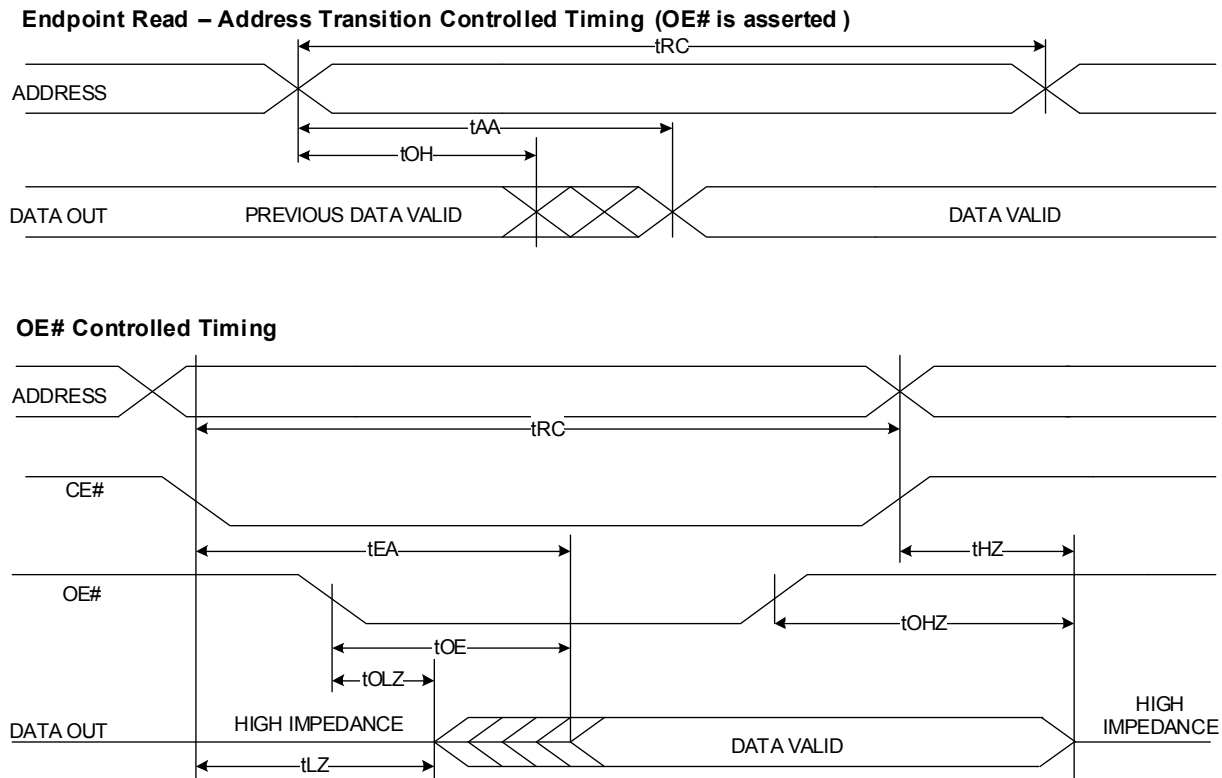 Endpoint Read – Address Transition Controlled Timing (OE# is asserted )
tRC
ADDRESS
tAA
tOH
DATA OUT
PREVIOUS DATA VALID
DATA VALID
OE# Controlled Timing
ADDRESS
tRC
CE#
tEA
tHZ
OE#
tOHZ
tOE
tOLZ
DATA OUT
HIGH IMPEDANCE
DATA VALID
HIGH
IMPEDANCE
tLZ